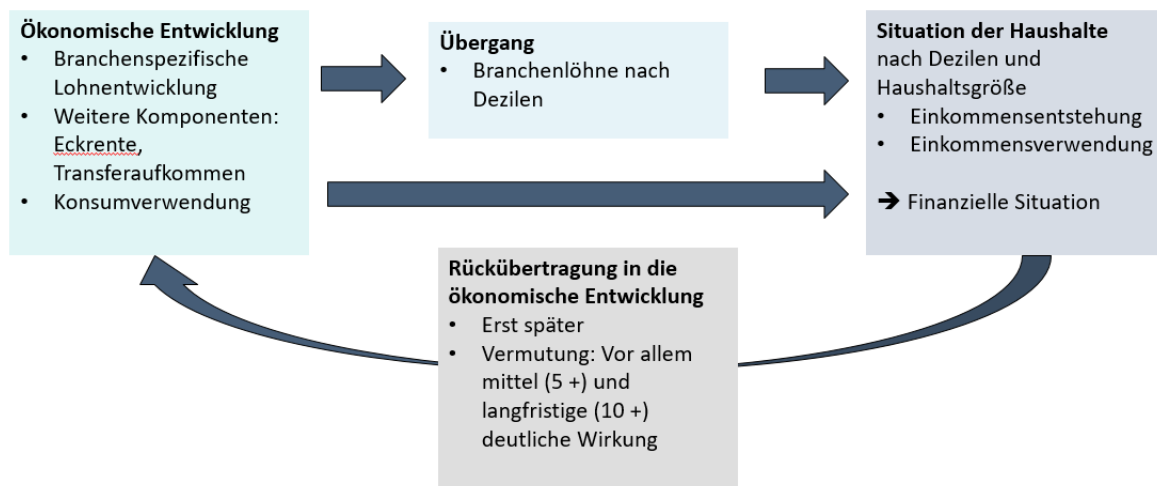 Ökonomische Entwicklung
• Branchenspezifische
Lohnentwicklung
• Weitere Komponenten:
Eckrente,
Transferaufkommen
• Konsumverwendung
Übergang
• Branchenlöhne nach
Dezilen
Situation der Haushalte
nach Dezilen und
Haushaltsgröße
• Einkommensentstehung
• Einkommensverwendung
➔ Finanzielle Situation
Rückübertragung in die
ökonomische Entwicklung
• Erst später
• Vermutung: Vor allem
mittel (5 +) und
langfristige (10 +)
deutliche Wirkung